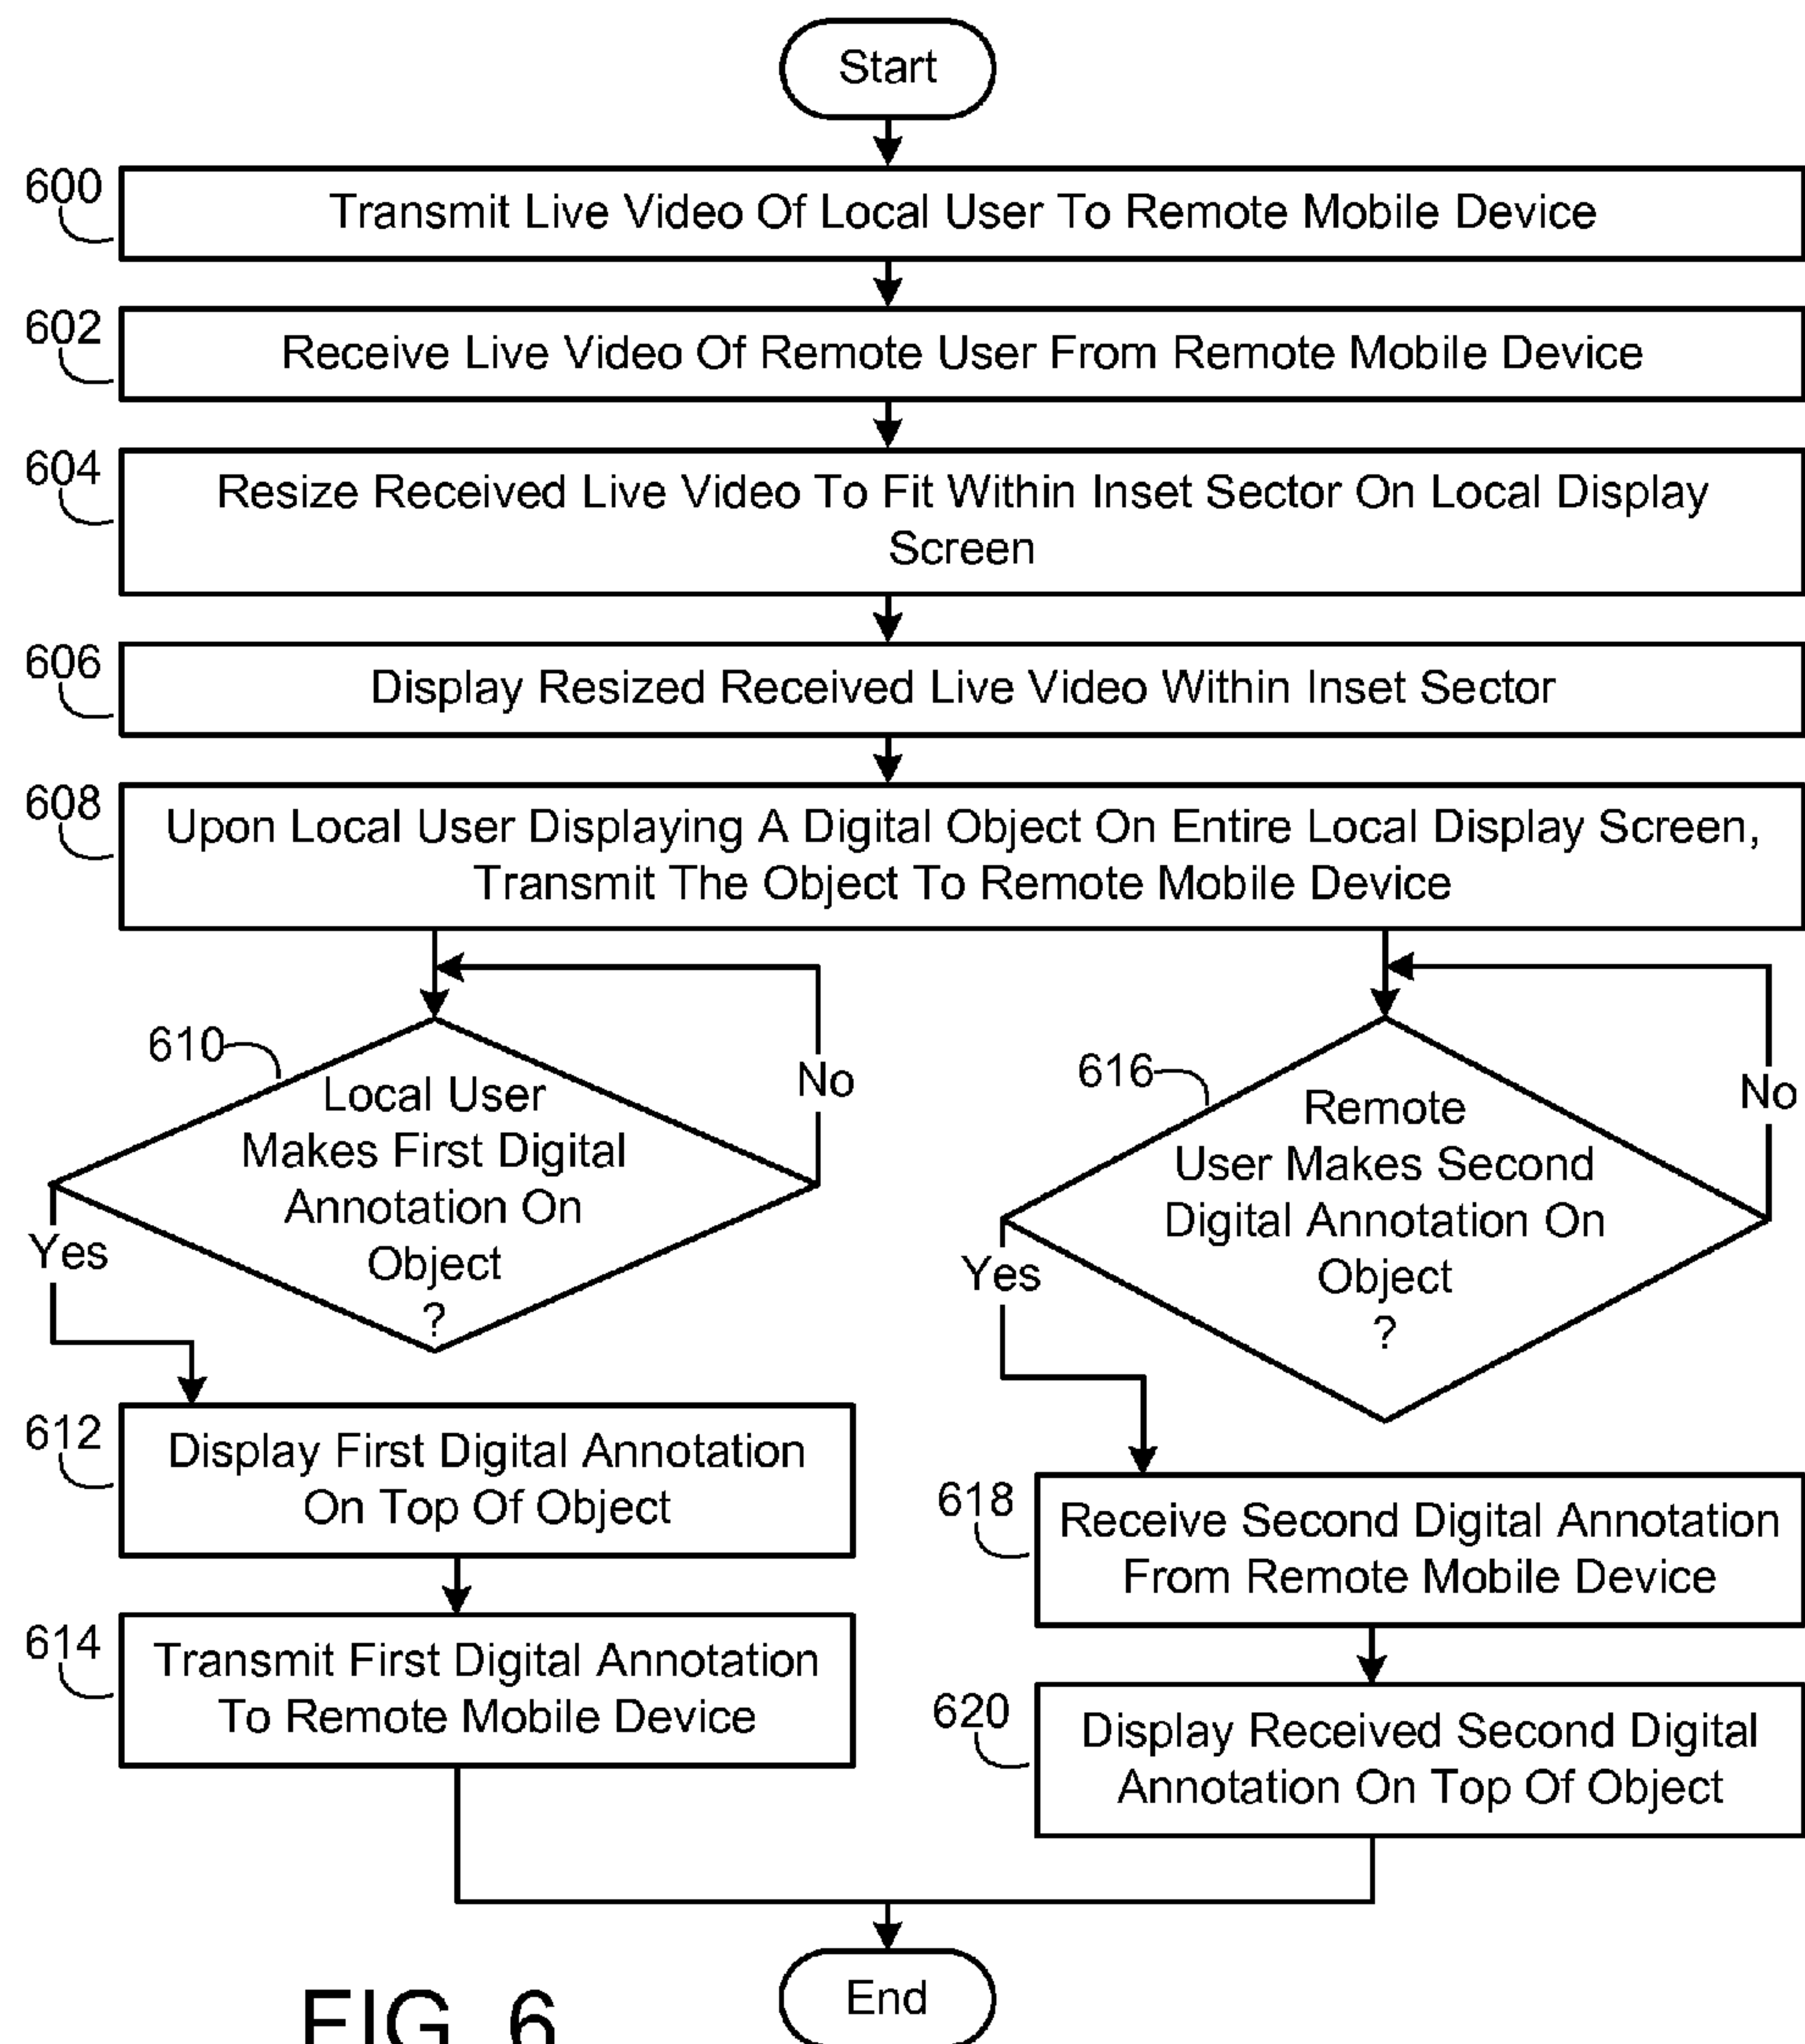 Start
600
Transmit Live Video Of Local User To Remote Mobile Device
602
Receive Live Video Of Remote User From Remote Mobile Device
604
Resize Received Live Video To Fit Within Inset Sector On Local Display
Screen
606
Display Resized Received Live Video Within Inset Sector
608
Upon Local User Displaying A Digital Object On Entire Local Display Screen,
Transmit The Object To Remote Mobile Device
610
Local User
Makes First Digital
Annotation On
Object
?
No
Yes
616
Remote
User Makes Second
Digital Annotation On
Object
?
No
Yes
612
Display First Digital Annotation
On Top Of Object
614
Transmit First Digital Annotation
To Remote Mobile Device
618
Receive Second Digital Annotation
From Remote Mobile Device
620
Display Received Second Digital
Annotation On Top Of Object
End
FIG. 6